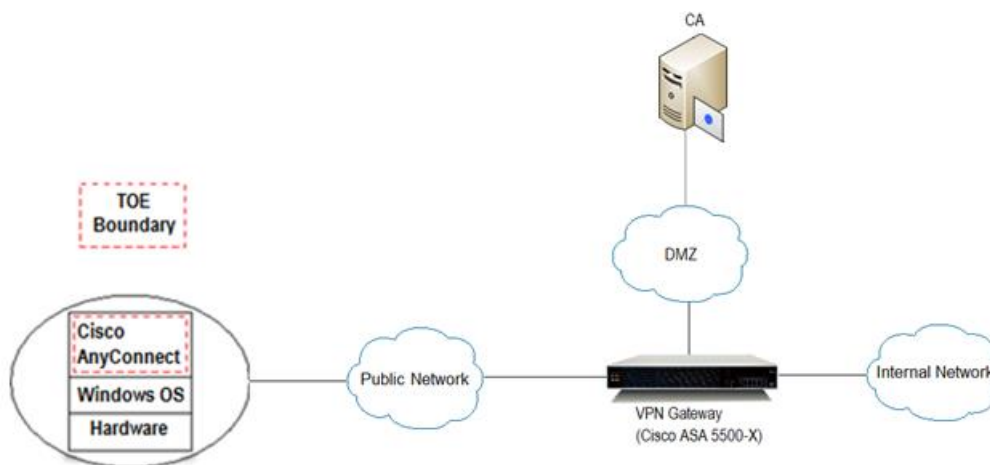 CA
TOE
Boundary
DMZ
Cisco
AnyConnect
Windows OS
Hardware
Public Network
VPN Gateway
(Cisco ASA 5500-X)
Internal Network